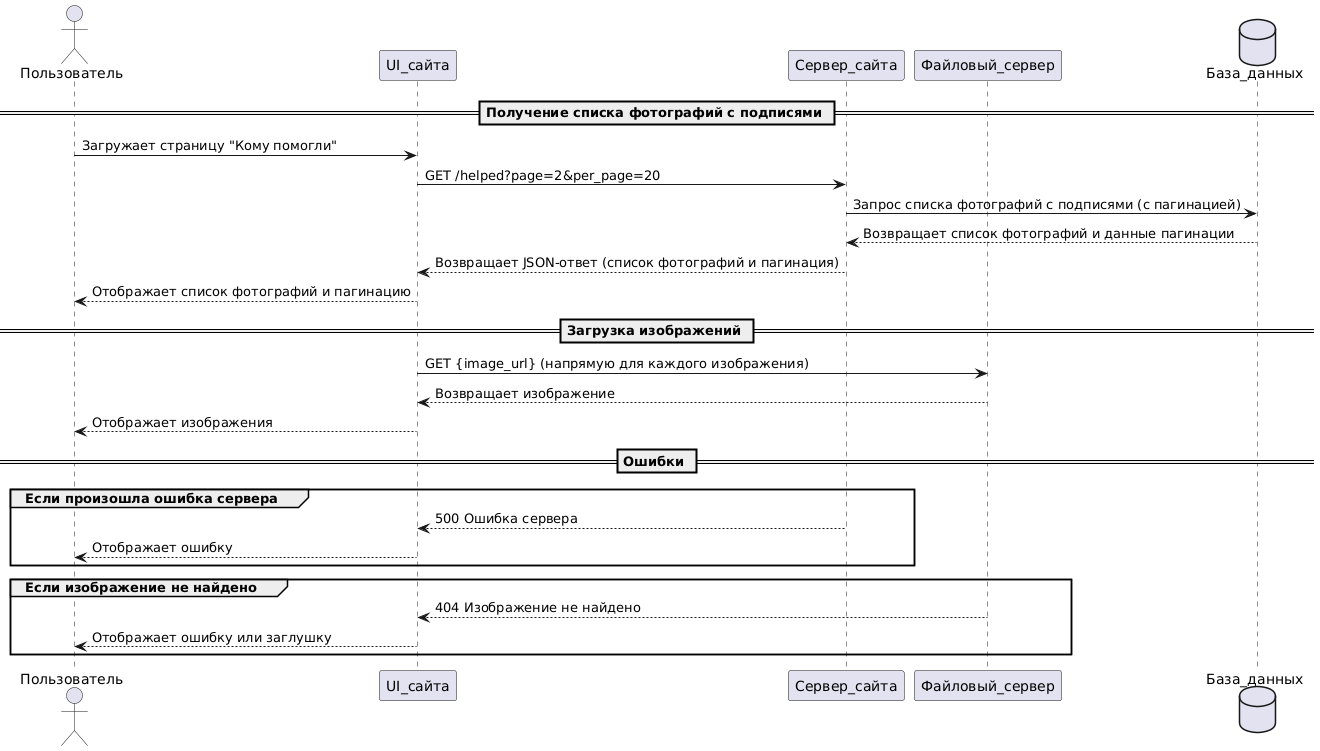 Пользователь
UI_сайта
Сервер_сайта
Файловый_сервер
База_данных
Получение списка фотографий с подписями
Загружает страницу "Кому помогли"
GET /helped?page=2&per_page=20
Запрос списка фотографий с подписями (с пагинацией)
Возвращает список фотографий и данные пагинации
Возвращает JSON-ответ (список фотографий и пагинация)
Отображает список фотографий и пагинацию
Загрузка изображений
GET {image_url} (напрямую для каждого изображения)
Возвращает изображение
Отображает изображения
Ошибки
Если произошла ошибка сервера
500 Ошибка сервера
Отображает ошибку
Если изображение не найдено
404 Изображение не найдено
Отображает ошибку или заглушку
Пользователь
UI_сайта
Сервер_сайта
Файловый_сервер
База_данных